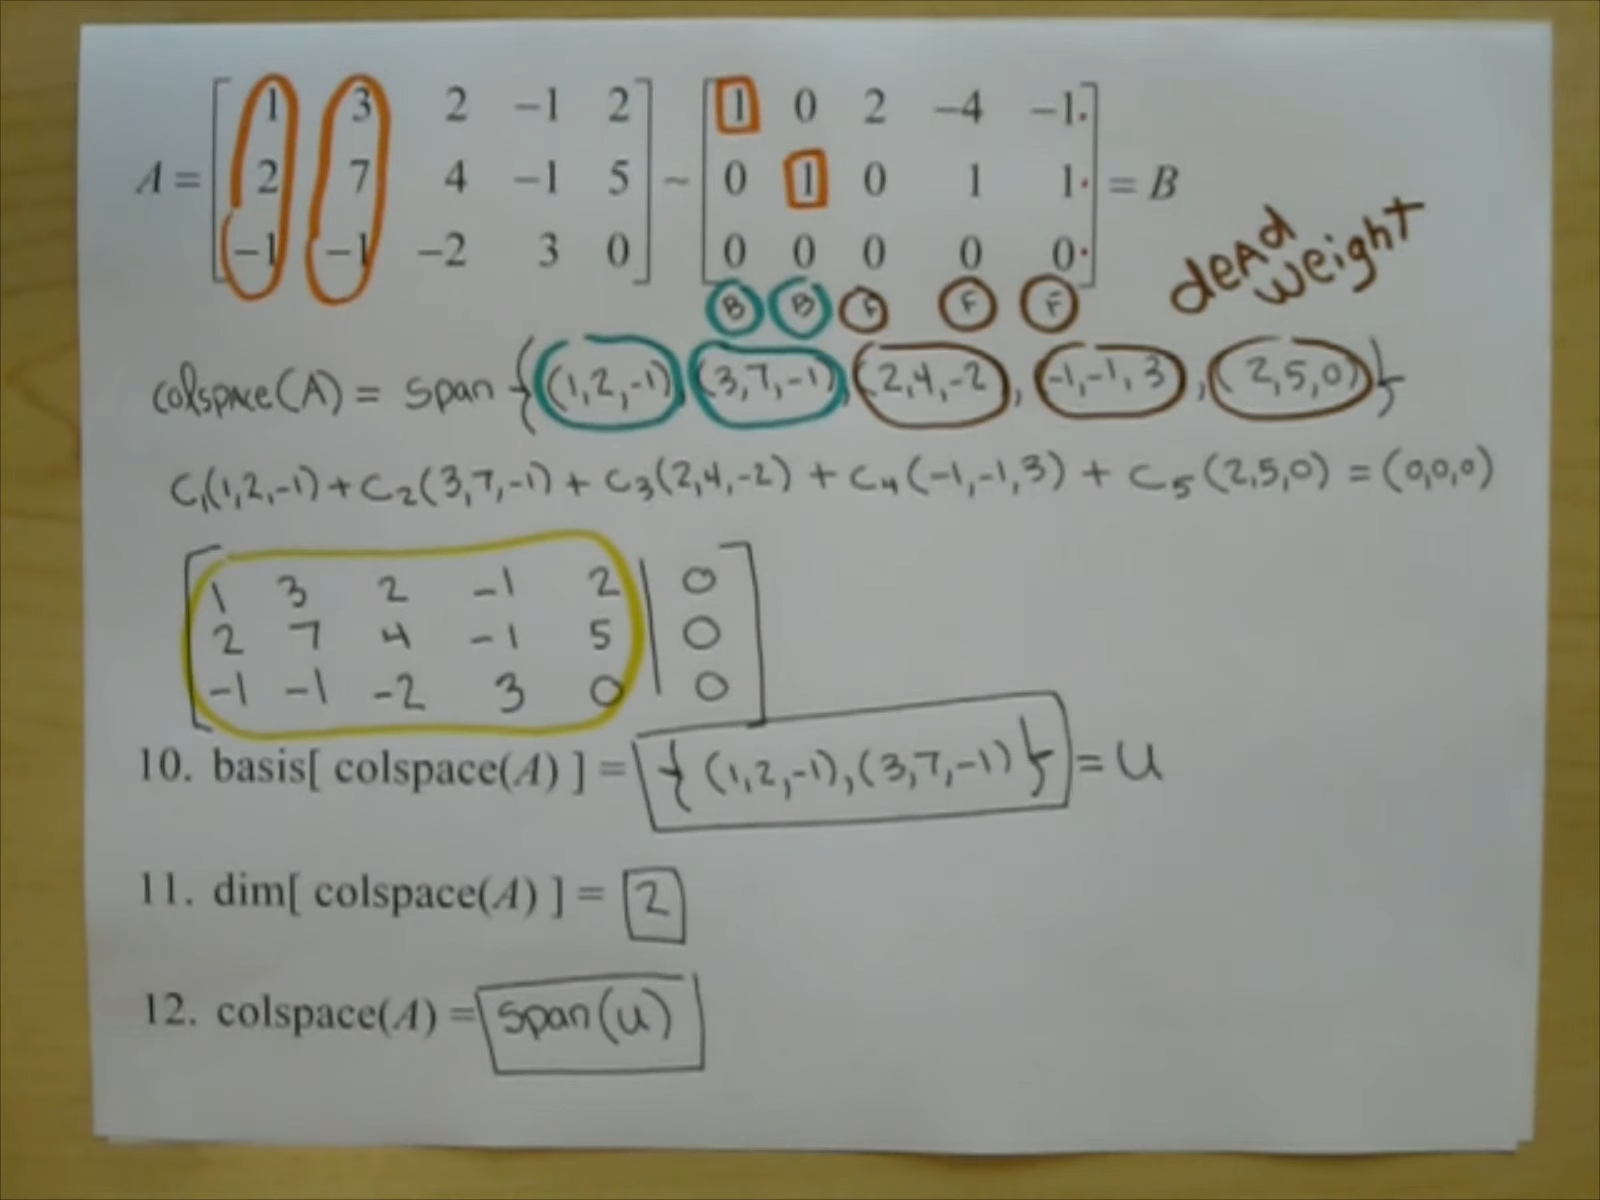 A = [ 1 3 2 −1 2 ] ~ [ 1 0 2 −4 −1 ] = B
[ 2 7 4 −1 5 ] [ 0 1 0 1 1 ]
[ −1 −1 −2 3 0 ] [ 0 0 0 0 0 ]
B B F F F
dead
weight
colspace(A) = span {(1,2,-1), (3,7,-1), (2,4,-2), (-1,-1,3), (2,5,0)}
C₁(1,2,-1) + C₂(3,7,-1) + C₃(2,4,-2) + C₄(-1,-1,3) + C₅(2,5,0) = (0,0,0)
[ 1 3 2 -1 2 | 0 ]
[ 2 7 4 -1 5 | 0 ]
[ -1 -1 -2 3 0 | 0 ]
10. basis[ colspace(A) ] = {(1,2,-1),(3,7,-1)} = U
11. dim[ colspace(A) ] = 2
12. colspace(A) = span(U)